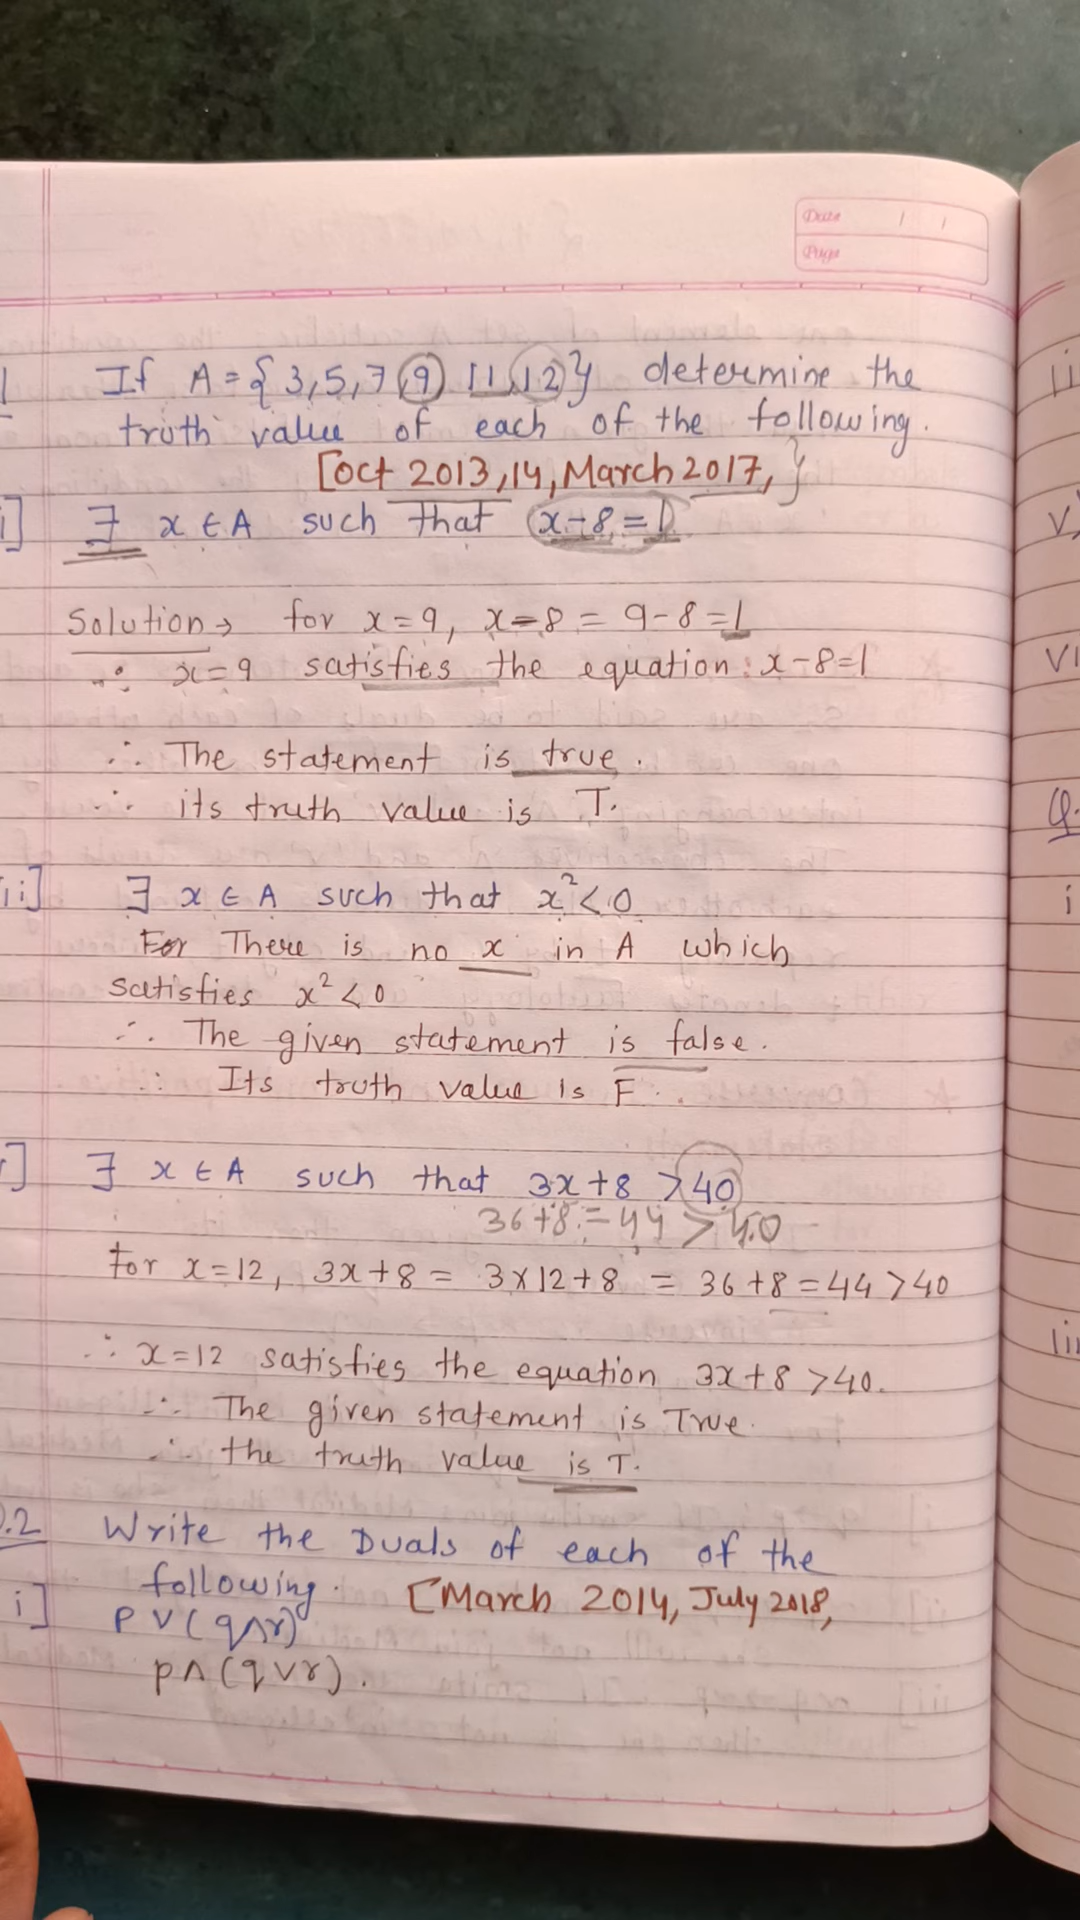 Date / /
Page
If A = {3, 5, 7, 9, 11, 12} determine the
truth value of each of the following.
[Oct 2013, 14, March 2017, }
i] ∃ x ∈ A such that x - 8 = 1
Solution → for x = 9, x - 8 = 9 - 8 = 1
∴ x = 9 satisfies the equation : x - 8 = 1
∴ The statement is true.
∴ its truth value is T.
ii] ∃ x ∈ A such that x² < 0
For There is no x in A which
satisfies x² < 0
∴ The given statement is false.
∴ Its truth value is F.
] ∃ x ∈ A such that 3x + 8 > 40
36 + 8 = 44 > 40
for x = 12, 3x + 8 = 3 x 12 + 8 = 36 + 8 = 44 > 40
∴ x = 12 satisfies the equation 3x + 8 > 40.
∴ The given statement is True.
∴ the truth value is T.
.2 Write the Duals of each of the
following. [March 2014, July 2018,
i] p ∨ (q ∧ r)
p ∧ (q ∨ r).